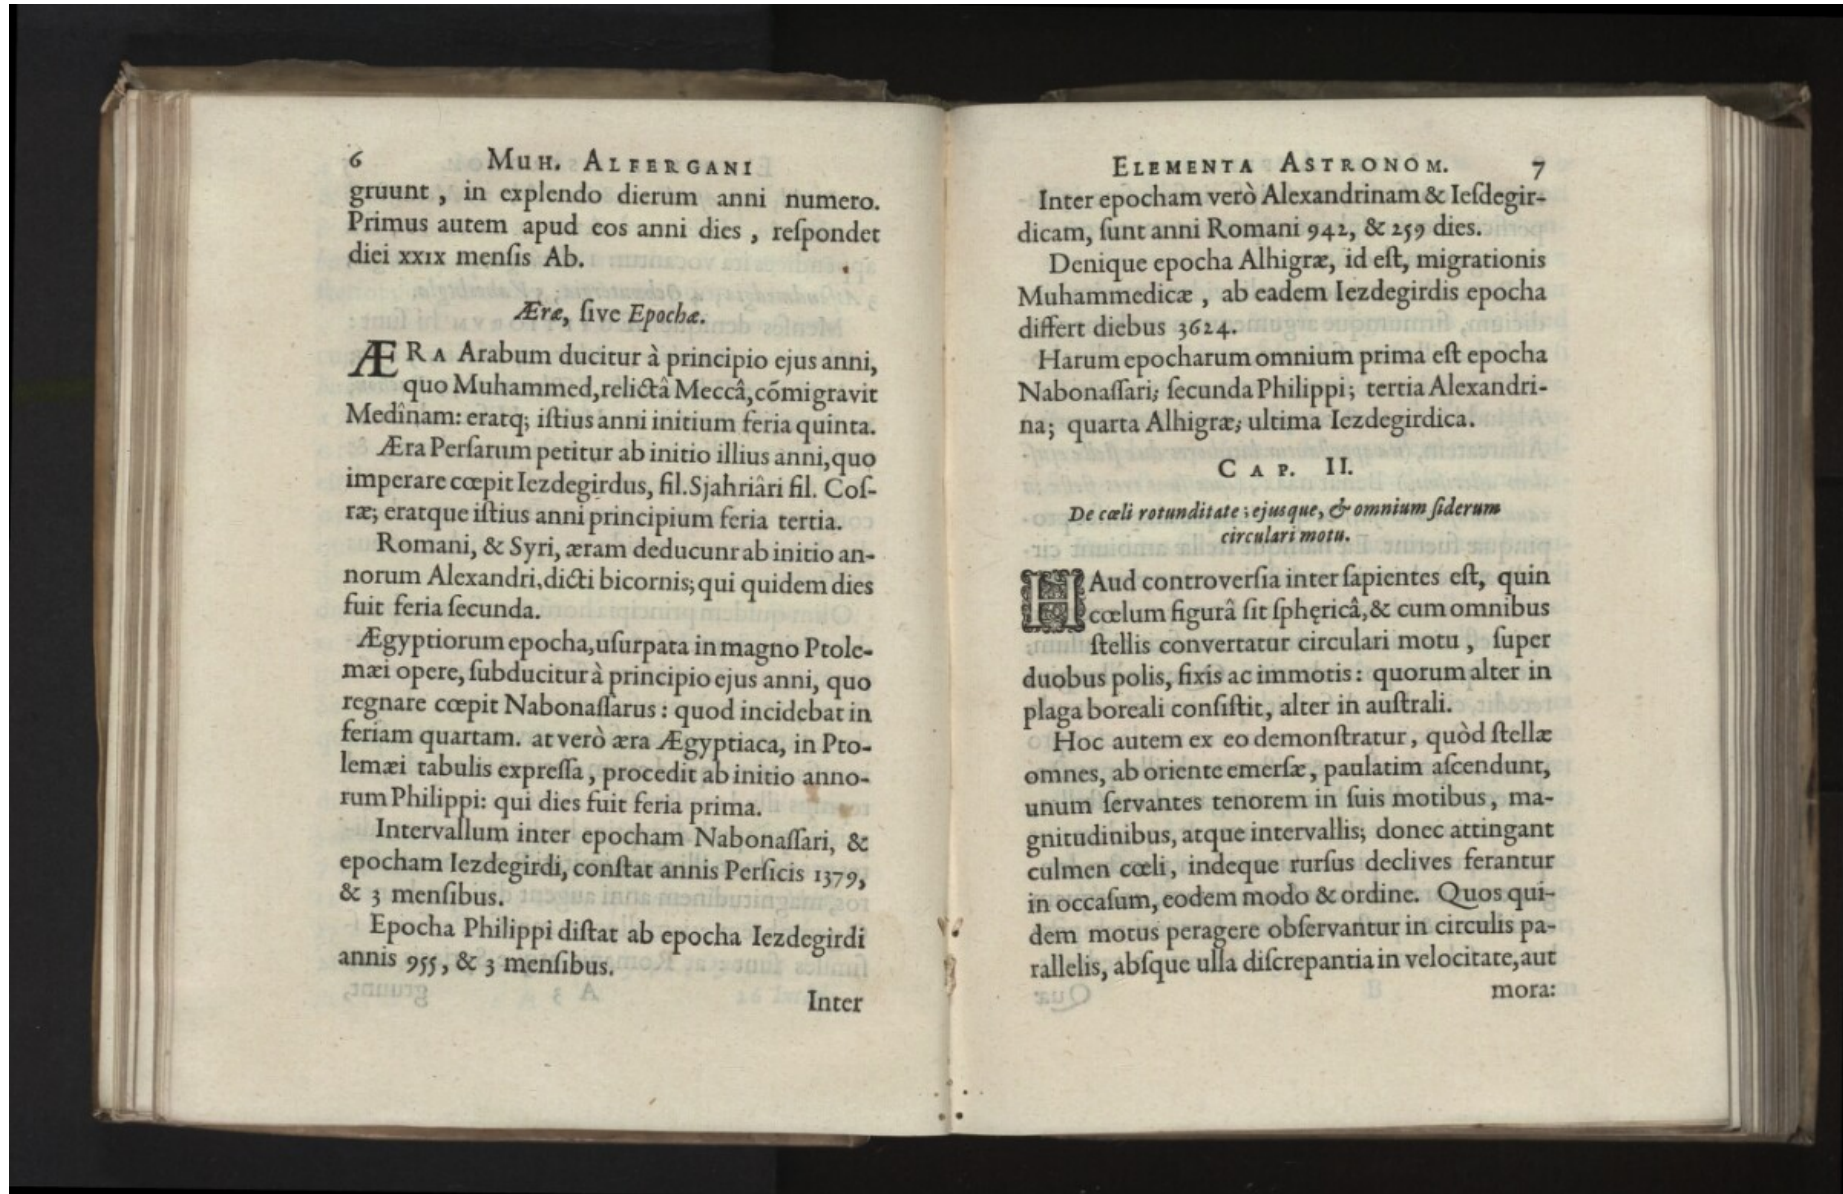 6 MUH. ALFERGANI
gruunt, in explendo dierum anni numero.
Primus autem apud eos anni dies, reſpondet
diei XXIX menſis Ab.
Æræ, ſive Epochæ.
ÆRA Arabum ducitur à principio ejus anni,
quo Muhammed, relictâ Meccâ, cōmigravit
Medînam: eratq; iſtius anni initium feria quinta.
Æra Perſarum petitur ab initio illius anni, quo
imperare cœpit Iezdegirdus, fil. Sjahriâri fil. Coſ-
ræ; eratque iſtius anni principium feria tertia.
Romani, & Syri, æram deducunr ab initio an-
norum Alexandri, dicti bicornis; qui quidem dies
fuit feria ſecunda.
Ægyptiorum epocha, uſurpata in magno Ptole-
mæi opere, ſubducitur à principio ejus anni, quo
regnare cœpit Nabonaſſarus: quod incidebat in
feriam quartam. at verò æra Ægyptiaca, in Pto-
lemæi tabulis expreſſa, procedit ab initio anno-
rum Philippi: qui dies fuit feria prima.
Intervallum inter epocham Nabonaſſari, &
epocham Iezdegirdi, conſtat annis Perſicis 1379,
& 3 menſibus.
Epocha Philippi diſtat ab epocha Iezdegirdi
annis 955, & 3 menſibus.
Inter
ELEMENTA ASTRONOM. 7
Inter epocham verò Alexandrinam & Ieſdegir-
dicam, ſunt anni Romani 942, & 259 dies.
Denique epocha Alhigræ, id eſt, migrationis
Muhammedicæ, ab eadem Iezdegirdis epocha
differt diebus 3624.
Harum epocharum omnium prima eſt epocha
Nabonaſſari; ſecunda Philippi; tertia Alexandri-
na; quarta Alhigræ; ultima Iezdegirdica.
CAP. II.
De cœli rotunditate; ejusque, & omnium ſiderum
circulari motu.
HAud controverſia inter ſapientes eſt, quin
cœlum figurâ ſit ſphęricâ, & cum omnibus
ſtellis convertatur circulari motu, ſuper
duobus polis, fixis ac immotis: quorum alter in
plaga boreali conſiſtit, alter in auſtrali.
Hoc autem ex eo demonſtratur, quòd ſtellæ
omnes, ab oriente emerſæ, paulatim aſcendunt,
unum ſervantes tenorem in ſuis motibus, ma-
gnitudinibus, atque intervallis; donec attingant
culmen cœli, indeque rurſus declives ferantur
in occaſum, eodem modo & ordine. Quos qui-
dem motus peragere obſervantur in circulis pa-
rallelis, abſque ulla diſcrepantia in velocitate, aut
mora: